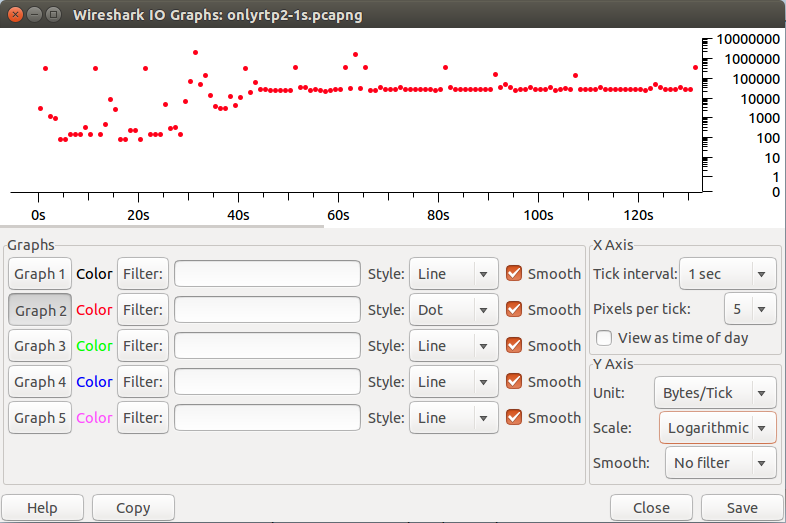 Wireshark IO Graphs: onlyrtp2-1s.pcapng
10000000
1000000
100000
10000
1000
100
10
1
0
0s 20s 40s 60s 80s 100s 120s
Graphs
Graph 1 Color Filter: Style: Line Smooth
Graph 2 Color Filter: Style: Dot Smooth
Graph 3 Color Filter: Style: Line Smooth
Graph 4 Color Filter: Style: Line Smooth
Graph 5 Color Filter: Style: Line Smooth
X Axis
Tick interval: 1 sec
Pixels per tick: 5
View as time of day
Y Axis
Unit: Bytes/Tick
Scale: Logarithmic
Smooth: No filter
Help Copy Close Save